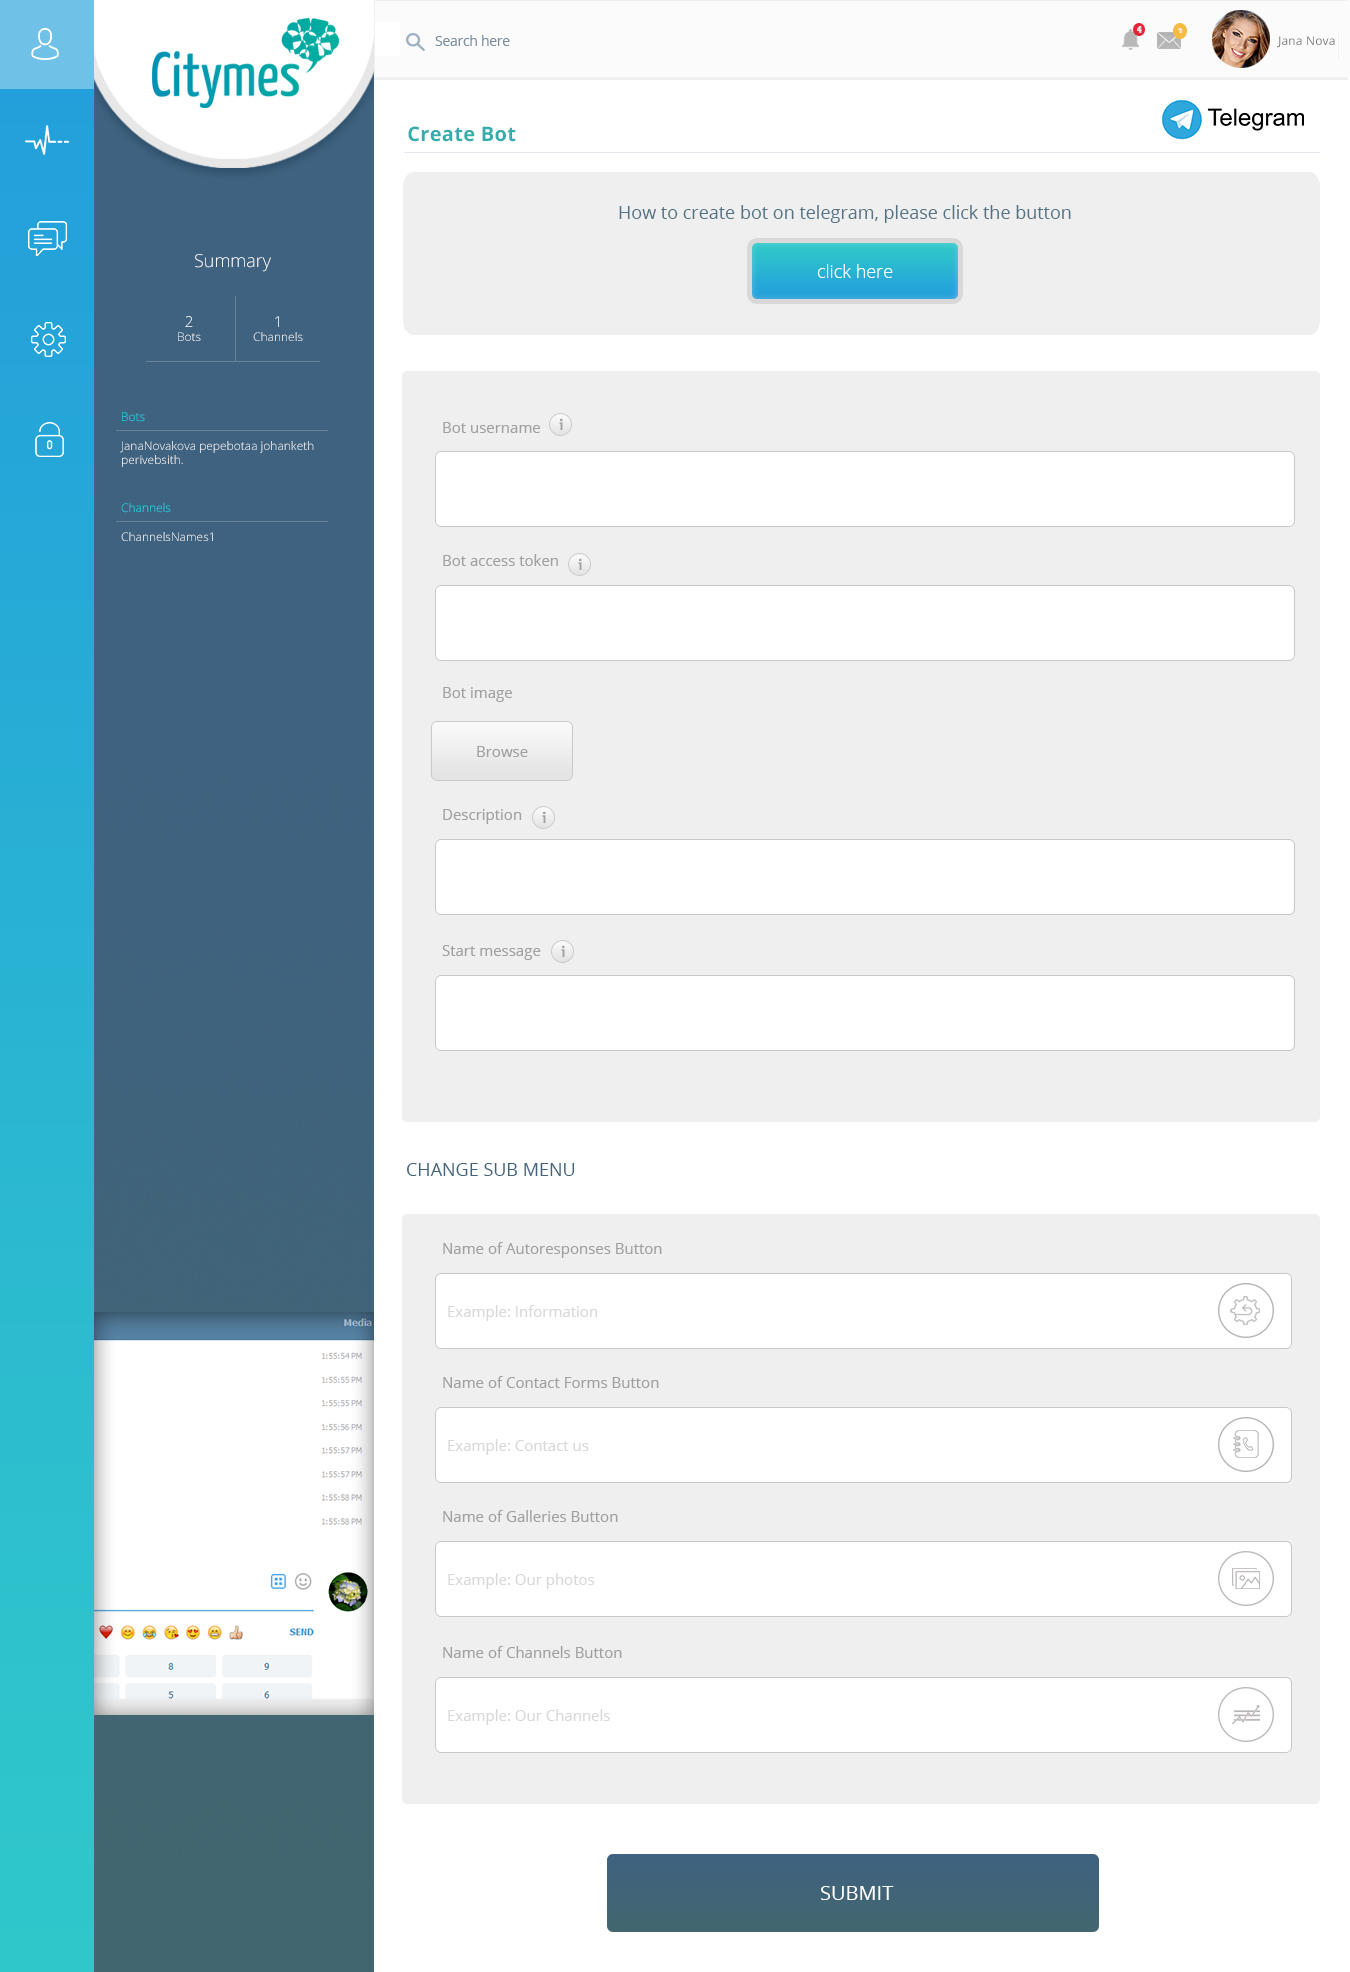 Citymes
Search here
4
1
Jana Nova
Create Bot
Telegram
How to create bot on telegram, please click the button
click here
Summary
2
Bots
1
Channels
Bots
JanaNovakova pepebotaa johanketh
perivebsith.
Channels
ChannelsNames1
0
Bot username
i
Bot access token
i
Bot image
Browse
Description
i
Start message
i
CHANGE SUB MENU
Name of Autoresponses Button
Example: Information
Name of Contact Forms Button
Example: Contact us
Name of Galleries Button
Example: Our photos
Name of Channels Button
Example: Our Channels
SUBMIT
Media
1:55:54 PM
1:55:55 PM
1:55:55 PM
1:55:56 PM
1:55:57 PM
1:55:57 PM
1:55:58 PM
1:55:58 PM
SEND
8
9
5
6